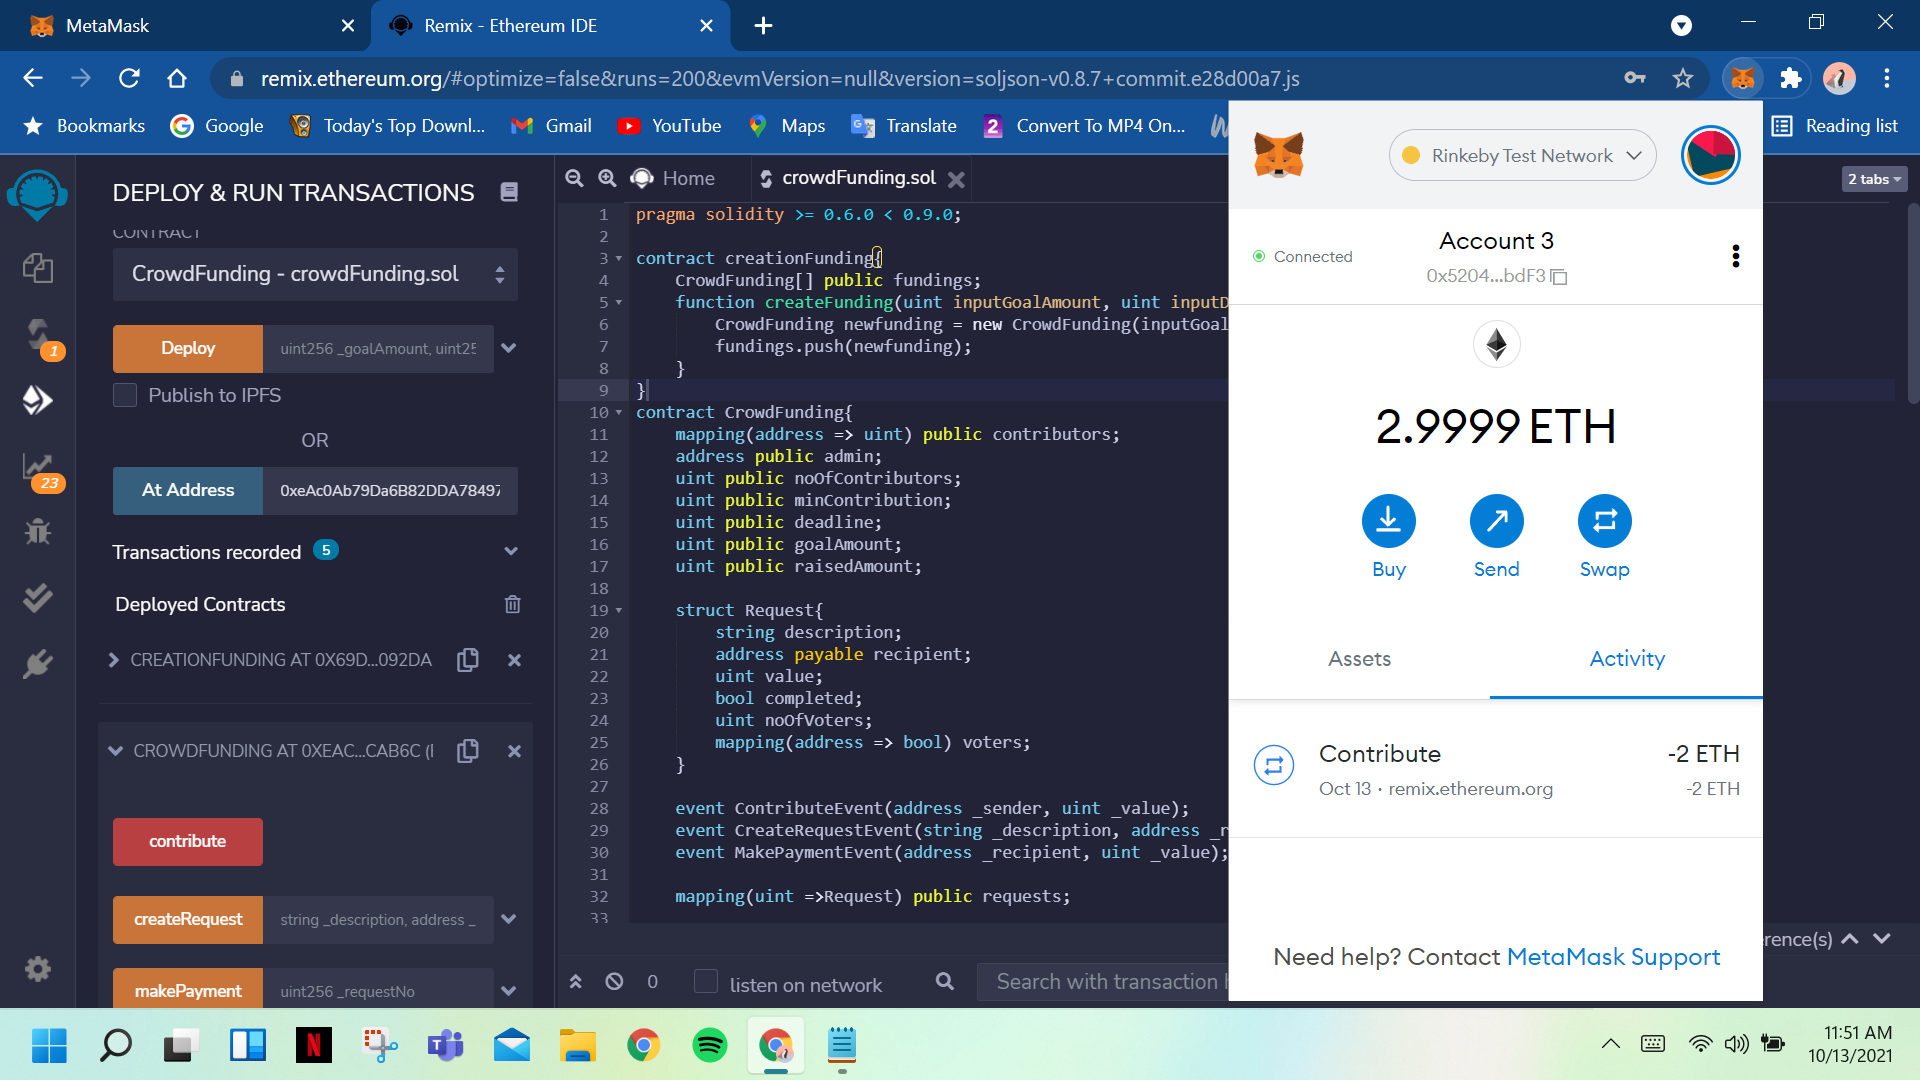 MetaMask
Remix - Ethereum IDE
remix.ethereum.org/#optimize=false&runs=200&evmVersion=null&version=soljson-v0.8.7+commit.e28d00a7.js
Bookmarks
Google
Today's Top Downl...
Gmail
YouTube
Maps
Translate
2
Convert To MP4 On...
Reading list
DEPLOY & RUN TRANSACTIONS
CONTRACT
CrowdFunding - crowdFunding.sol
Deploy
uint256 _goalAmount, uint25
Publish to IPFS
OR
At Address
0xeAc0Ab79Da6B82DDA78497
Transactions recorded 5
Deployed Contracts
CREATIONFUNDING AT 0X69D...092DA
CROWDFUNDING AT 0XEAC...CAB6C (
contribute
createRequest
string _description, address _
makePayment
uint256 _requestNo
1
23
Home
crowdFunding.sol
2 tabs
1 pragma solidity >= 0.6.0 < 0.9.0;
2
3 contract creationFunding{
4 CrowdFunding[] public fundings;
5 function createFunding(uint inputGoalAmount, uint inputD
6 CrowdFunding newfunding = new CrowdFunding(inputGoal
7 fundings.push(newfunding);
8 }
9 }
10 contract CrowdFunding{
11 mapping(address => uint) public contributors;
12 address public admin;
13 uint public noOfContributors;
14 uint public minContribution;
15 uint public deadline;
16 uint public goalAmount;
17 uint public raisedAmount;
18
19 struct Request{
20 string description;
21 address payable recipient;
22 uint value;
23 bool completed;
24 uint noOfVoters;
25 mapping(address => bool) voters;
26 }
27
28 event ContributeEvent(address _sender, uint _value);
29 event CreateRequestEvent(string _description, address _r
30 event MakePaymentEvent(address _recipient, uint _value);
31
32 mapping(uint =>Request) public requests;
33
0
listen on network
Search with transaction
rence(s)
Rinkeby Test Network
Connected
Account 3
0x5204...bdF3
2.9999 ETH
Buy
Send
Swap
Assets
Activity
Contribute
-2 ETH
Oct 13 · remix.ethereum.org
-2 ETH
Need help? Contact MetaMask Support
11:51 AM
10/13/2021